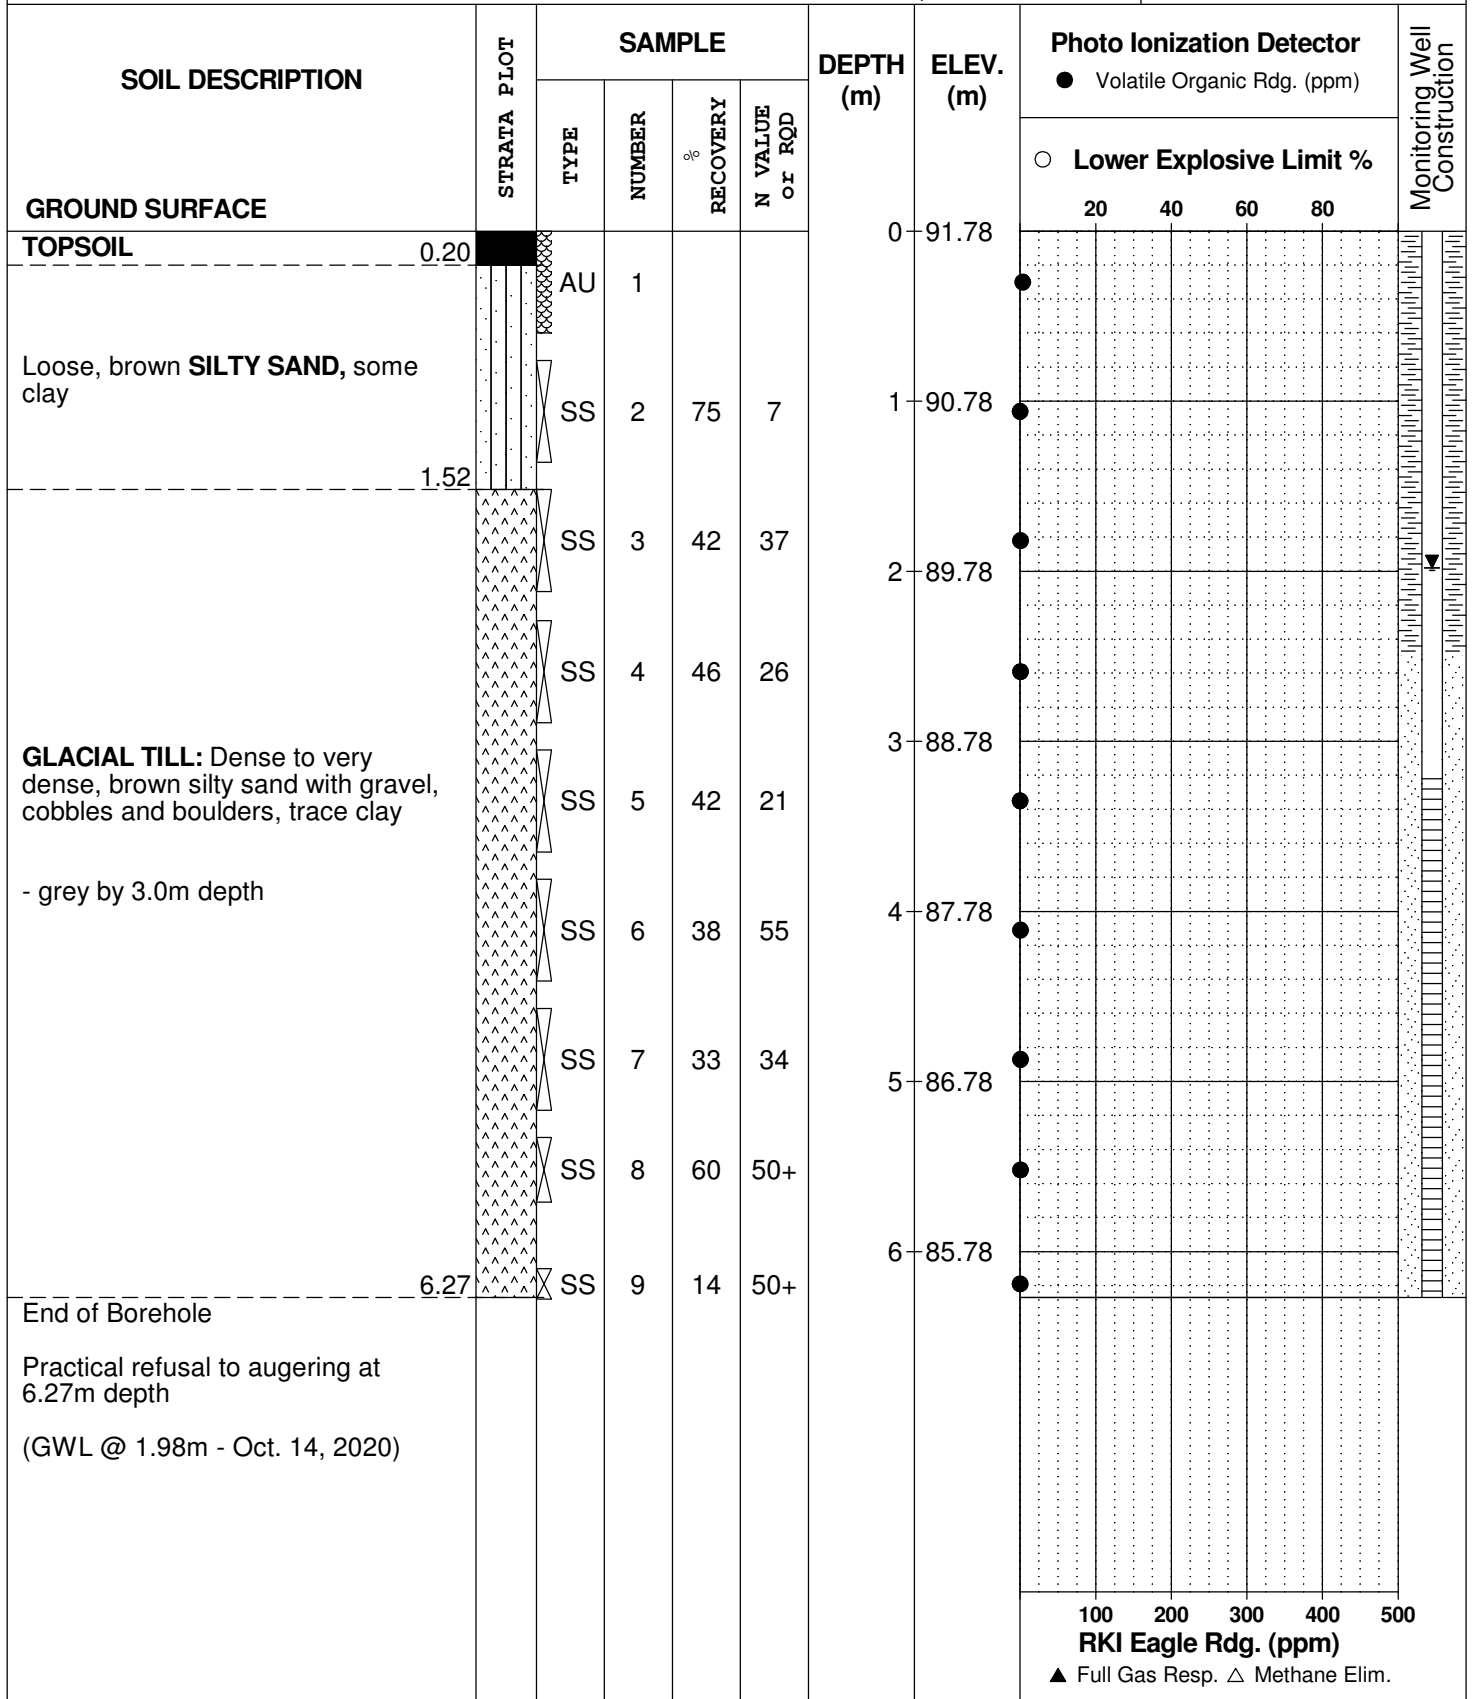 SOIL DESCRIPTION
GROUND SURFACE
STRATA PLOT
SAMPLE
TYPE
NUMBER
%
RECOVERY
N VALUE
or RQD
DEPTH
(m)
ELEV.
(m)
Photo Ionization Detector
● Volatile Organic Rdg. (ppm)
○ Lower Explosive Limit %
20 40 60 80
Monitoring Well
Construction
0 91.78
TOPSOIL 0.20
AU 1
Loose, brown SILTY SAND, some
clay
1 90.78
SS 2 75 7
1.52
SS 3 42 37
2 89.78
SS 4 46 26
3 88.78
GLACIAL TILL: Dense to very
dense, brown silty sand with gravel,
cobbles and boulders, trace clay
SS 5 42 21
- grey by 3.0m depth
4 87.78
SS 6 38 55
SS 7 33 34
5 86.78
SS 8 60 50+
6 85.78
6.27
SS 9 14 50+
End of Borehole
Practical refusal to augering at
6.27m depth
(GWL @ 1.98m - Oct. 14, 2020)
100 200 300 400 500
RKI Eagle Rdg. (ppm)
▲ Full Gas Resp. △ Methane Elim.